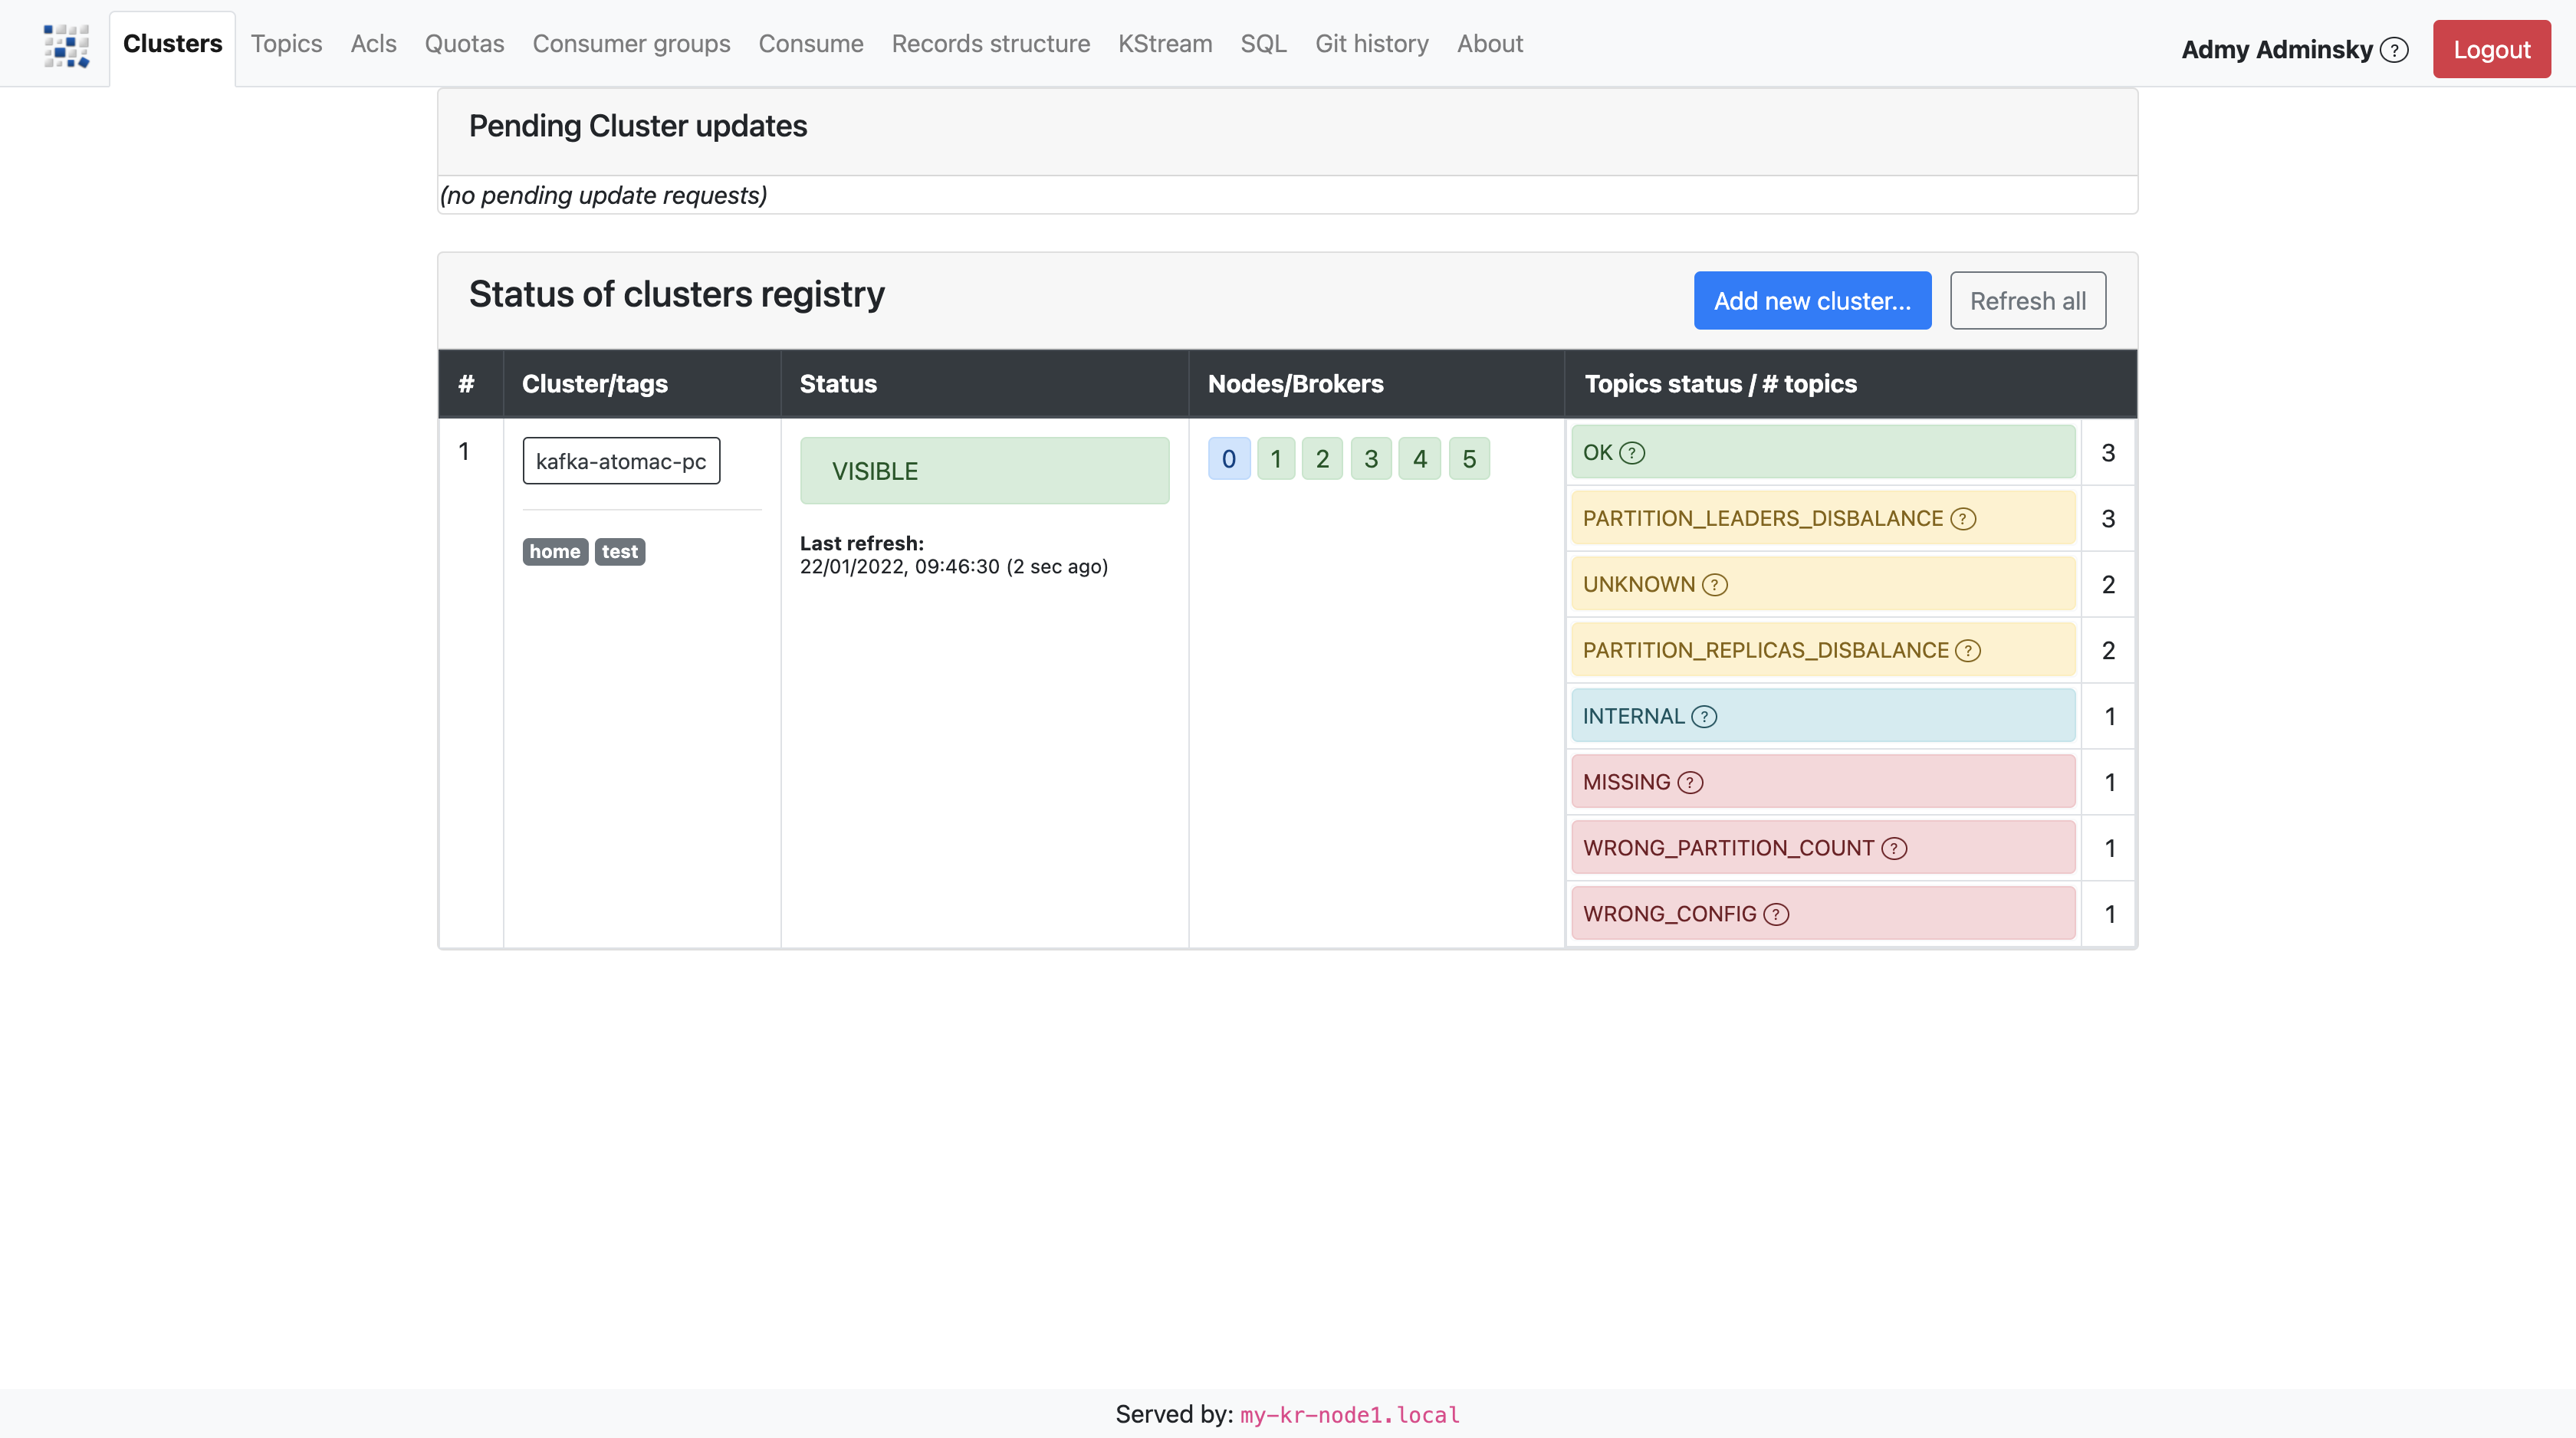 Clusters Topics Acls Quotas Consumer groups Consume Records structure KStream SQL Git history About Admy Adminsky ? Logout
Pending Cluster updates
(no pending update requests)
Status of clusters registry Add new cluster... Refresh all
# Cluster/tags Status Nodes/Brokers Topics status / # topics
1 kafka-atomac-pc VISIBLE 0 1 2 3 4 5 OK ? 3
PARTITION_LEADERS_DISBALANCE ? 3
home test Last refresh:
22/01/2022, 09:46:30 (2 sec ago)
UNKNOWN ? 2
PARTITION_REPLICAS_DISBALANCE ? 2
INTERNAL ? 1
MISSING ? 1
WRONG_PARTITION_COUNT ? 1
WRONG_CONFIG ? 1
Served by: my-kr-node1.local